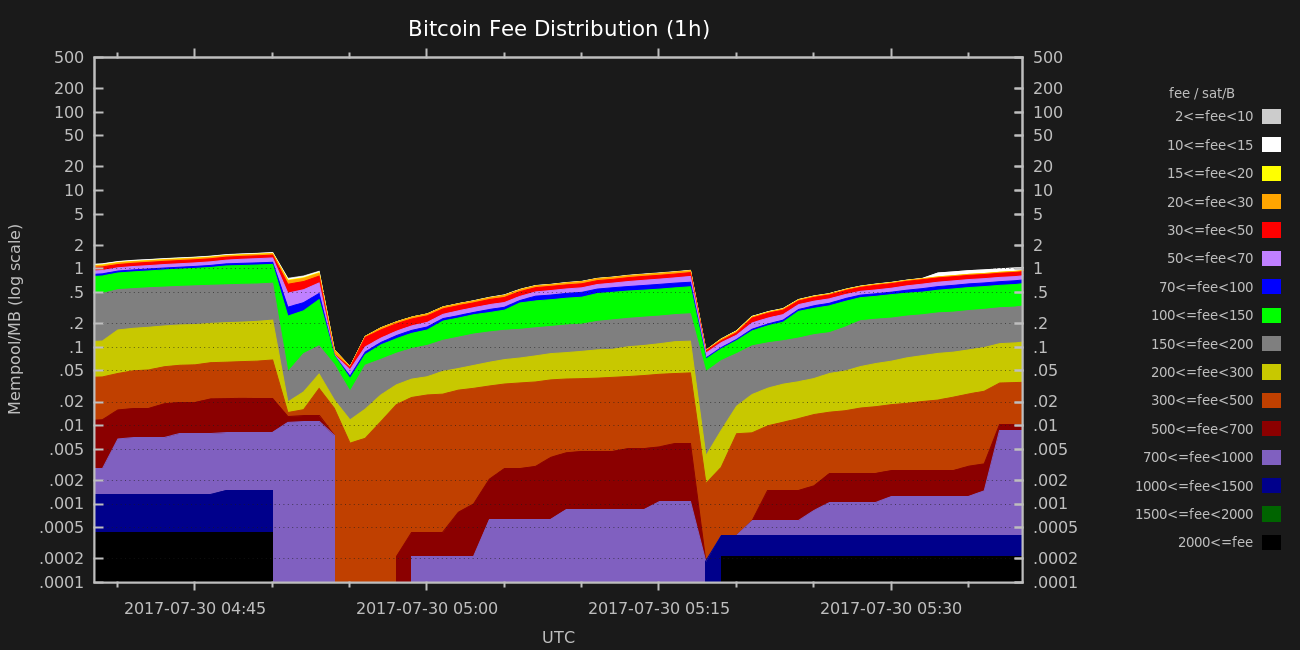 Bitcoin Fee Distribution (1h)
500 500
200 200
100 100
50 50
20 20
10 10
5 5
2 2
1 1
.5 .5
.2 .2
.1 .1
.05 .05
.02 .02
.01 .01
.005 .005
.002 .002
.001 .001
.0005 .0005
.0002 .0002
.0001 .0001
Mempool/MB (log scale)
2017-07-30 04:45 2017-07-30 05:00 2017-07-30 05:15 2017-07-30 05:30
UTC
fee / sat/B
2<=fee<10
10<=fee<15
15<=fee<20
20<=fee<30
30<=fee<50
50<=fee<70
70<=fee<100
100<=fee<150
150<=fee<200
200<=fee<300
300<=fee<500
500<=fee<700
700<=fee<1000
1000<=fee<1500
1500<=fee<2000
2000<=fee